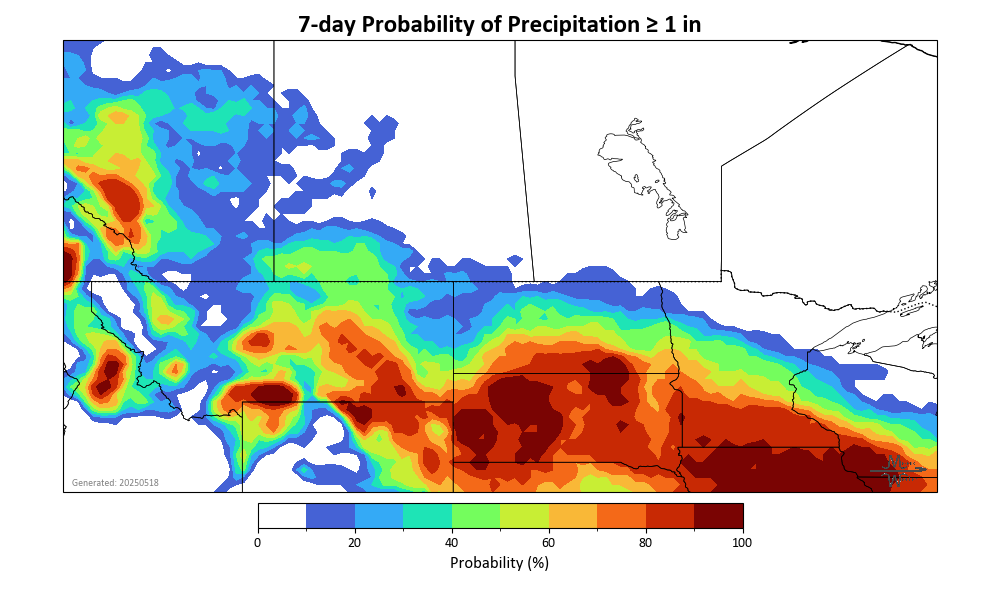 7-day Probability of Precipitation ≥ 1 in
Generated: 20250518
0 20 40 60 80 100
Probability (%)